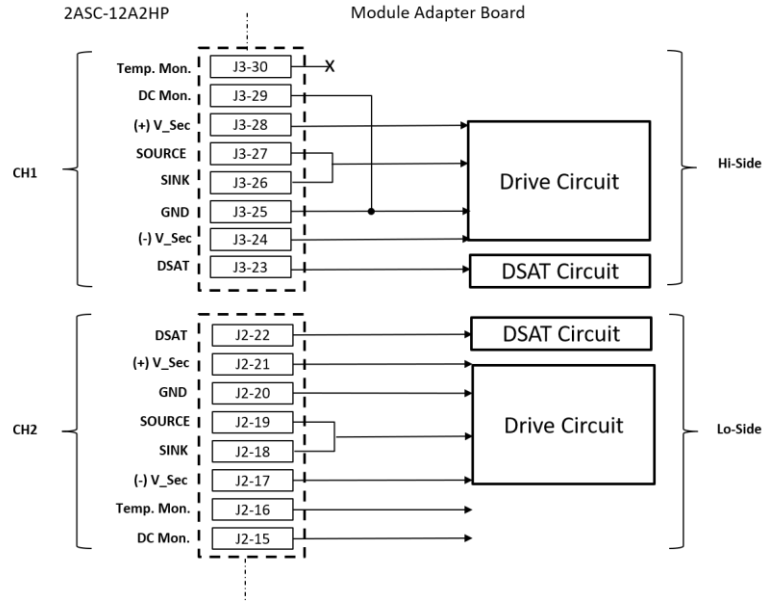 2ASC-12A2HP Module Adapter Board
Temp. Mon. J3-30 X
DC Mon. J3-29
(+) V_Sec J3-28
SOURCE J3-27
SINK J3-26
GND J3-25
(-) V_Sec J3-24
DSAT J3-23
CH1
Drive Circuit
DSAT Circuit
Hi-Side
DSAT J2-22
(+) V_Sec J2-21
GND J2-20
SOURCE J2-19
SINK J2-18
(-) V_Sec J2-17
Temp. Mon. J2-16
DC Mon. J2-15
CH2
DSAT Circuit
Drive Circuit
Lo-Side